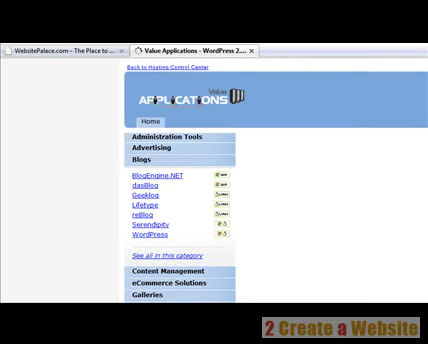 WebsitePalace.com - The Place to ...
Value Applications - WordPress 2....
Back to Hosting Control Center
Value
APPLICATIONS
Home
Administration Tools
Advertising
Blogs
BlogEngine.NET
dasBlog
Geeklog
Lifetype
reBlog
Serendipity
WordPress
See all in this category
Content Management
eCommerce Solutions
Galleries
2 Create a Website